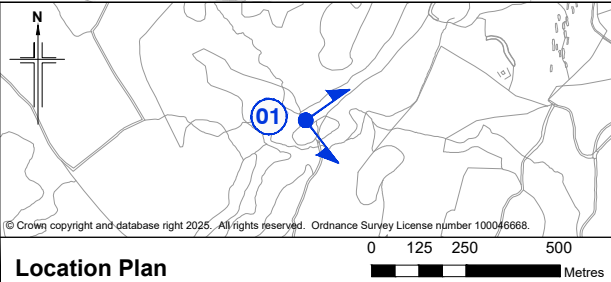 N
01
© Crown copyright and database right 2025. All rights reserved. Ordnance Survey License number 100046668.
Location Plan
0 125 250 500
Metres